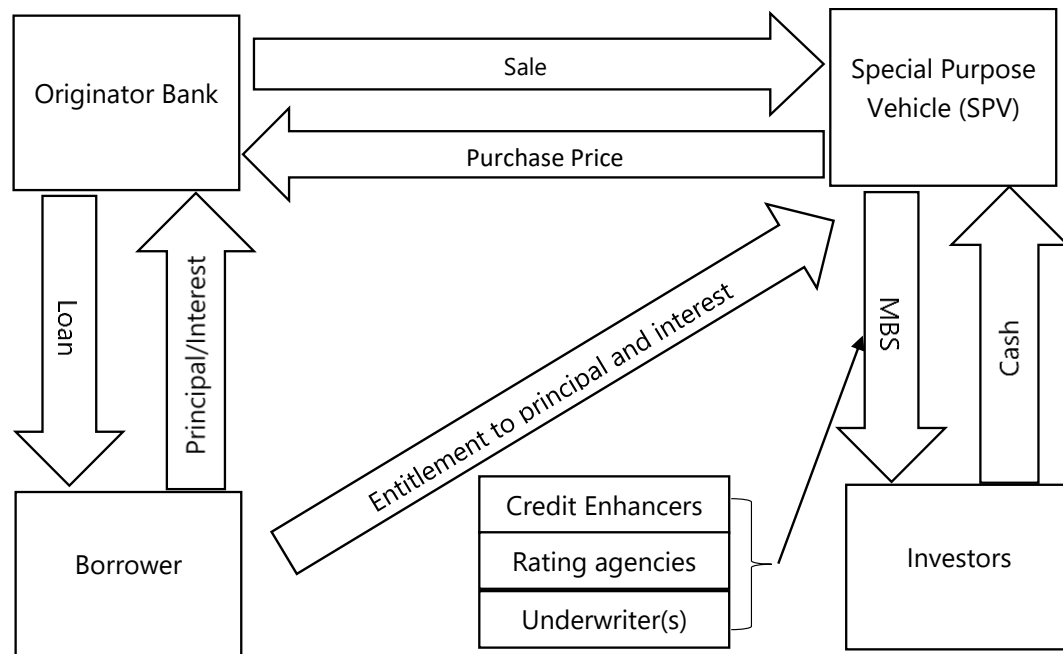 Originator Bank
Sale
Special Purpose
Vehicle (SPV)
Purchase Price
Loan
Principal/Interest
Entitlement to principal and interest
MBS
Cash
Borrower
Credit Enhancers
Rating agencies
Underwriter(s)
Investors